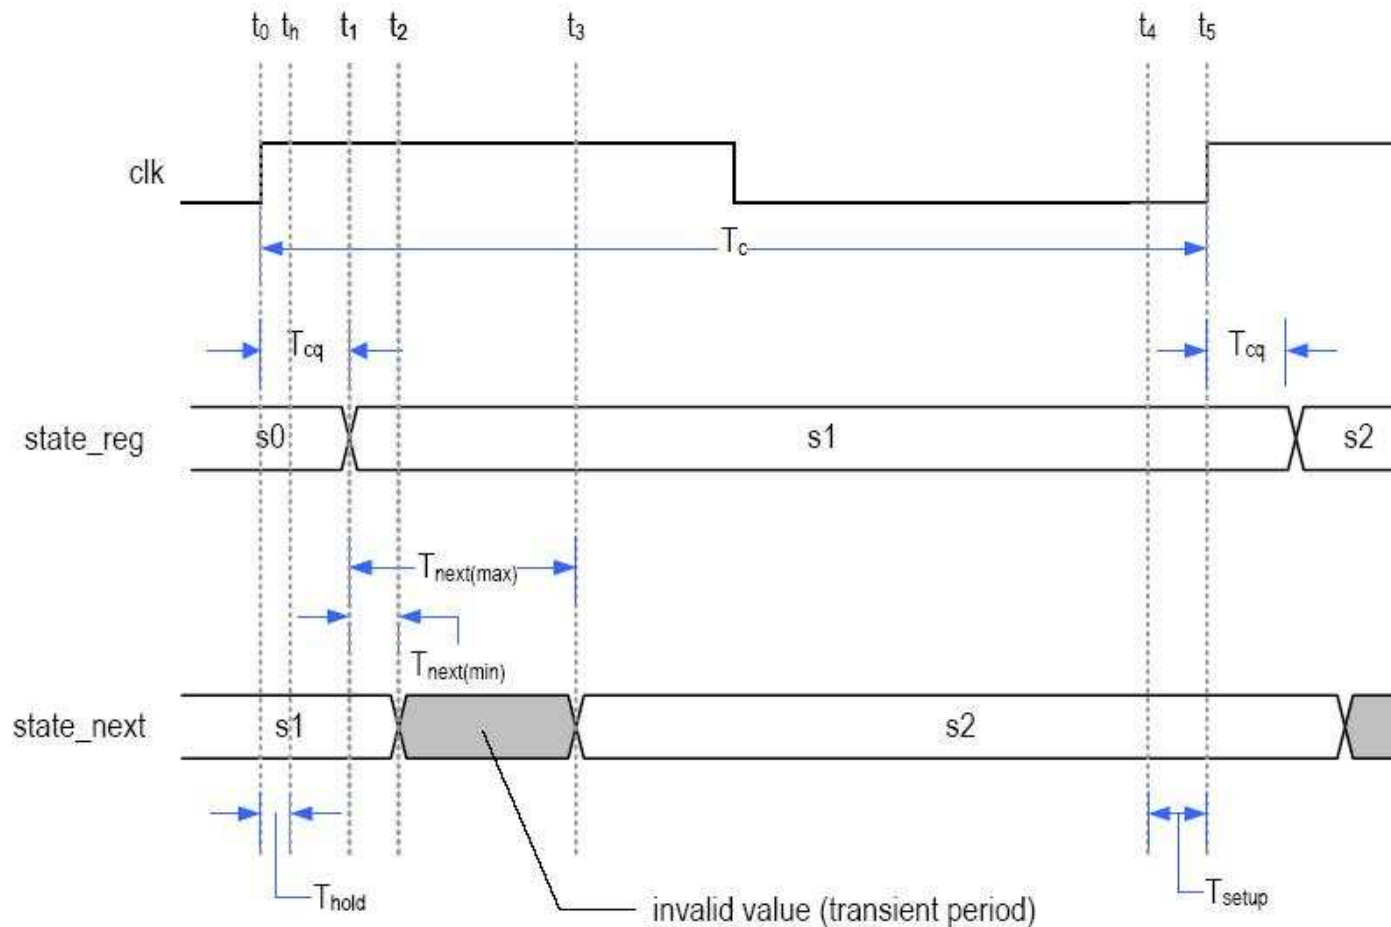 t0 th t1 t2 t3 t4 t5
clk
Tc
Tcq Tcq
state_reg s0 s1 s2
Tnext(max)
Tnext(min)
state_next s1 s2
Thold
Tsetup
invalid value (transient period)